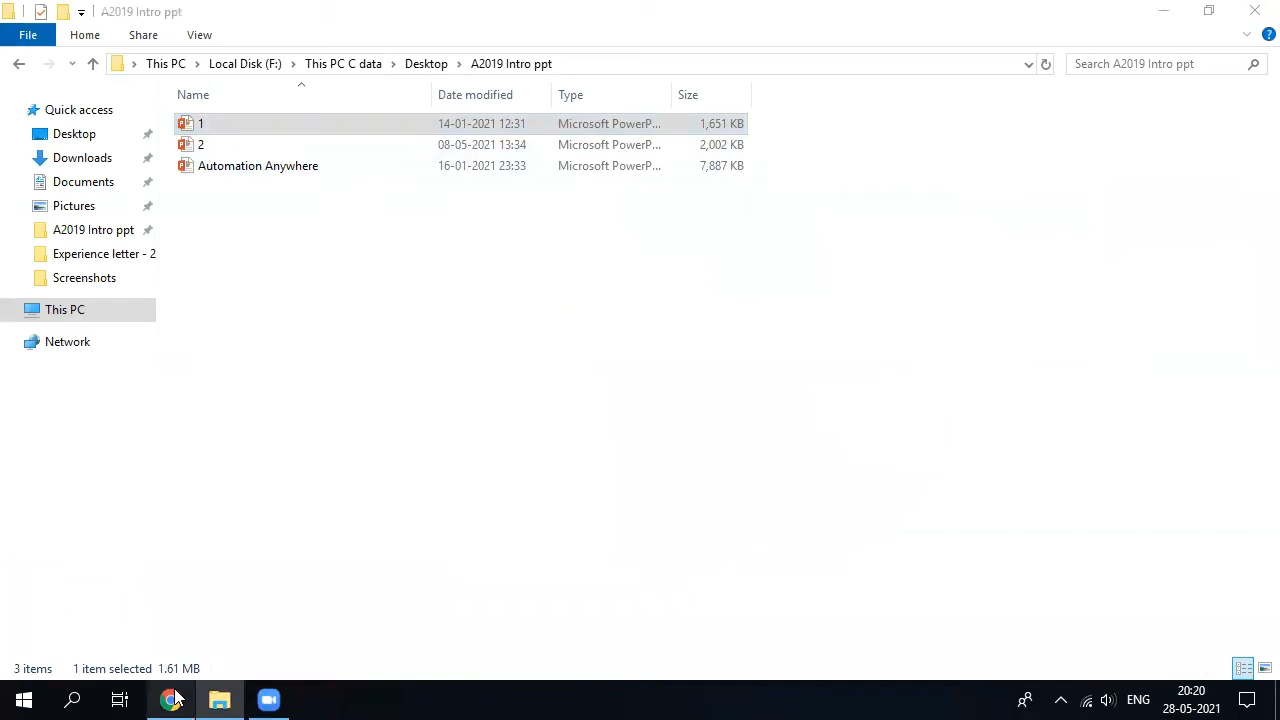 A2019 Intro ppt
File Home Share View
This PC Local Disk (F:) This PC C data Desktop A2019 Intro ppt Search A2019 Intro ppt
Name Date modified Type Size
Quick access
1 14-01-2021 12:31 Microsoft PowerP... 1,651 KB
Desktop
2 08-05-2021 13:34 Microsoft PowerP... 2,002 KB
Downloads
Automation Anywhere 16-01-2021 23:33 Microsoft PowerP... 7,887 KB
Documents
Pictures
A2019 Intro ppt
Experience letter - 2
Screenshots
This PC
Network
3 items 1 item selected 1.61 MB
ENG 20:20
28-05-2021